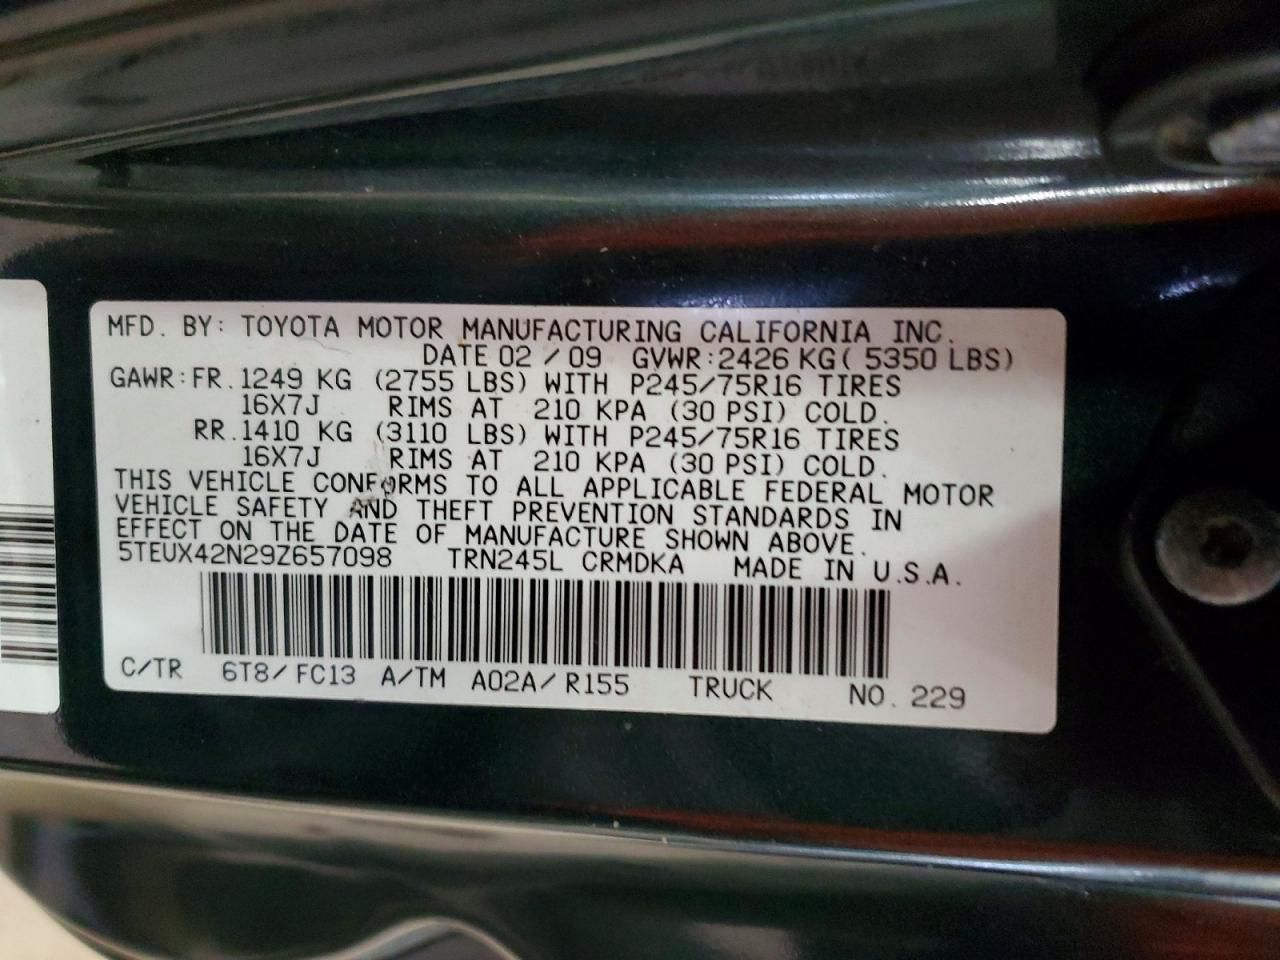 MFD. BY: TOYOTA MOTOR MANUFACTURING CALIFORNIA INC.
DATE 02 / 09 GVWR:2426 KG( 5350 LBS)
GAWR:FR.1249 KG (2755 LBS) WITH P245/75R16 TIRES
16X7J RIMS AT 210 KPA (30 PSI) COLD.
RR.1410 KG (3110 LBS) WITH P245/75R16 TIRES
16X7J RIMS AT 210 KPA (30 PSI) COLD.
THIS VEHICLE CONFORMS TO ALL APPLICABLE FEDERAL MOTOR
VEHICLE SAFETY AND THEFT PREVENTION STANDARDS IN
EFFECT ON THE DATE OF MANUFACTURE SHOWN ABOVE.
5TEUX42N29Z657098 TRN245L CRMDKA MADE IN U.S.A.
C/TR 6T8/FC13 A/TM A02A/R155 TRUCK NO. 229